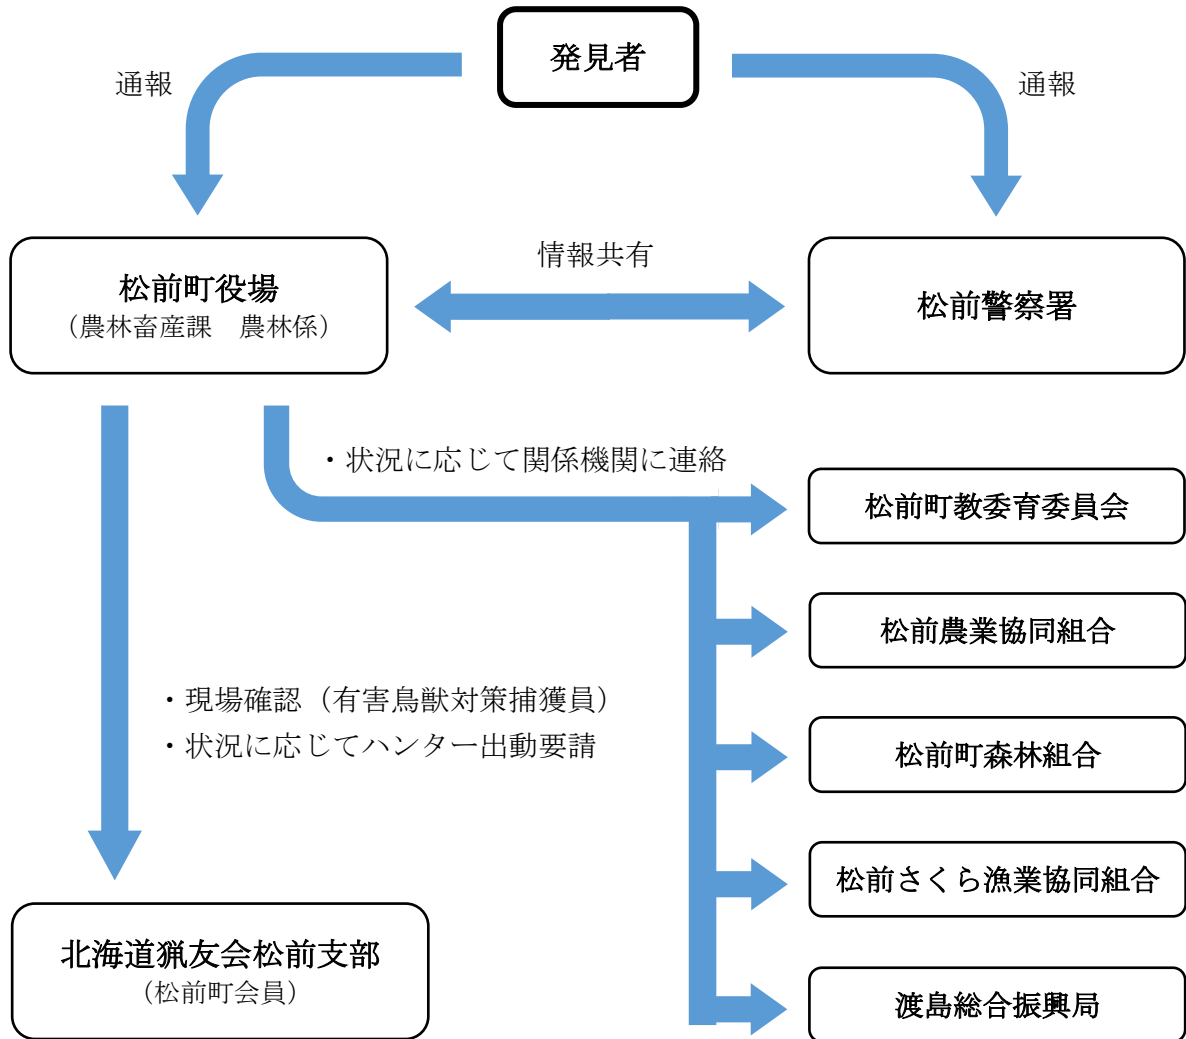 発見者
通報
通報
情報共有
松前町役場
（農林畜産課　農林係）
松前警察署
・状況に応じて関係機関に連絡
松前町教委育委員会
松前農業協同組合
・現場確認（有害鳥獣対策捕獲員）
・状況に応じてハンター出動要請
松前町森林組合
松前さくら漁業協同組合
北海道猟友会松前支部
（松前町会員）
渡島総合振興局